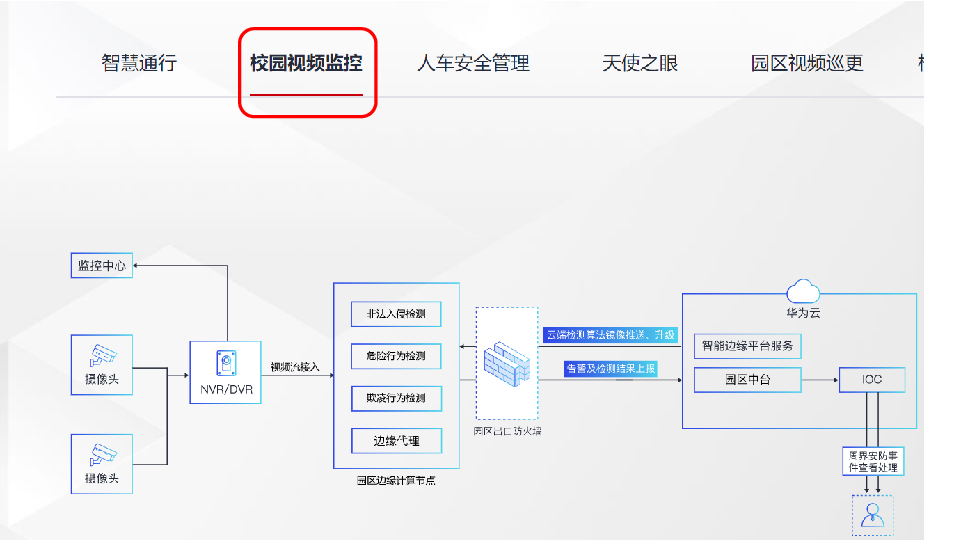 智慧通行
校园视频监控
人车安全管理
天使之眼
园区视频巡更
监控中心
摄像头
摄像头
NVR/DVR
视频流接入
非法入侵检测
危险行为检测
欺凌行为检测
边缘代理
园区边缘计算节点
园区出口防火墙
云端检测算法镜像推送、升级
告警及检测结果上报
华为云
智能边缘平台服务
园区中台
IOC
周界安防事
件查看处理